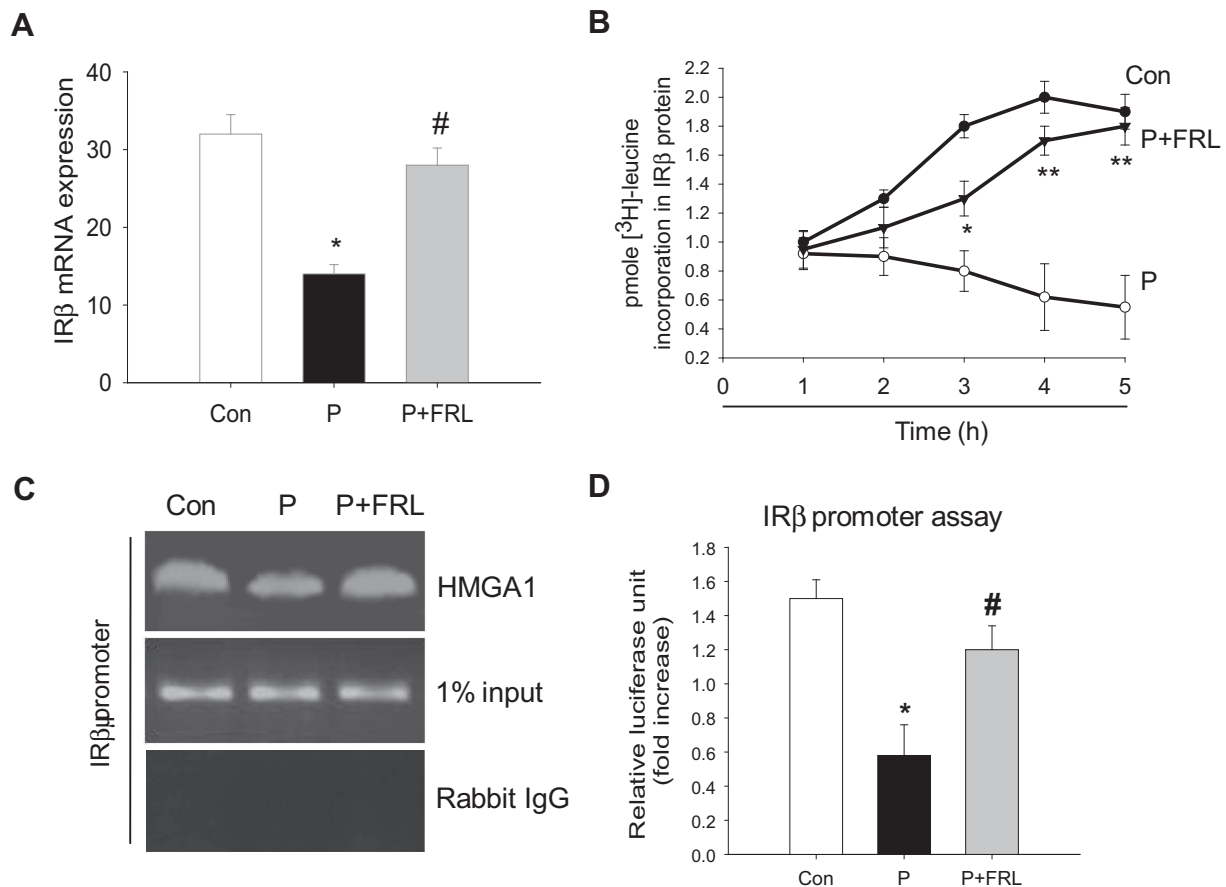 A
IRβ mRNA expression
40
30
20
10
0
*
#
Con
P
P+FRL
B
pmole [³H]-leucine
incorporation in IRβ protein
2.2
2.0
1.8
1.6
1.4
1.2
1.0
0.8
0.6
0.4
0.2
Con
P+FRL
**
**
*
P
0
1
2
3
4
5
Time (h)
C
Con
P
P+FRL
IRβµpromoter
HMGA1
1% input
Rabbit IgG
D
IRβ promoter assay
Relative luciferase unit
(fold increase)
1.8
1.6
1.4
1.2
1.0
0.6
0.4
0.2
0.0
*
#
Con
P
P+FRL